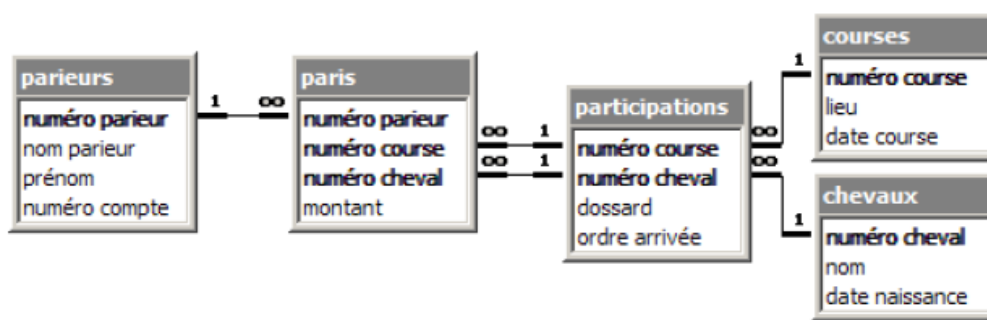 parieurs
numéro parieur
nom parieur
prénom
numéro compte
1 ∞
paris
numéro parieur
numéro course
numéro cheval
montant
∞ 1
∞ 1
participations
numéro course
numéro cheval
dossard
ordre arrivée
∞ 1
∞ 1
courses
numéro course
lieu
date course
chevaux
numéro cheval
nom
date naissance